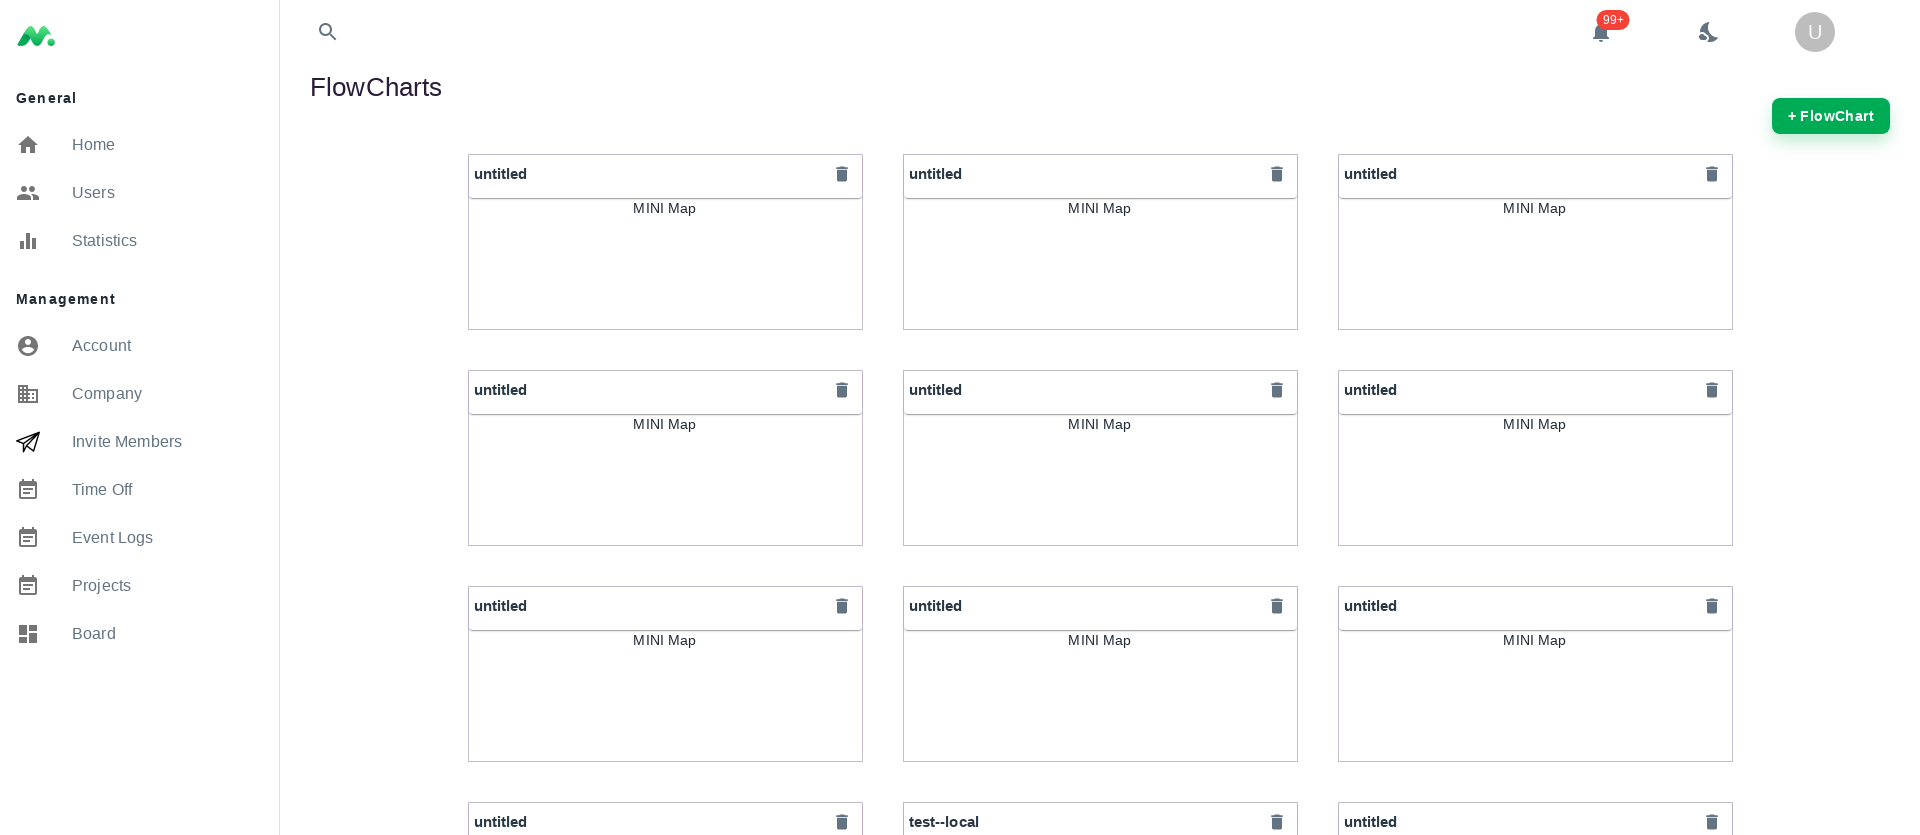 99+
U
General
Home
Users
Statistics
Management
Account
Company
Invite Members
Time Off
Event Logs
Projects
Board
FlowCharts
+ FlowChart
untitled
MINI Map
untitled
MINI Map
untitled
MINI Map
untitled
MINI Map
untitled
MINI Map
untitled
MINI Map
untitled
MINI Map
untitled
MINI Map
untitled
MINI Map
untitled
test--local
untitled